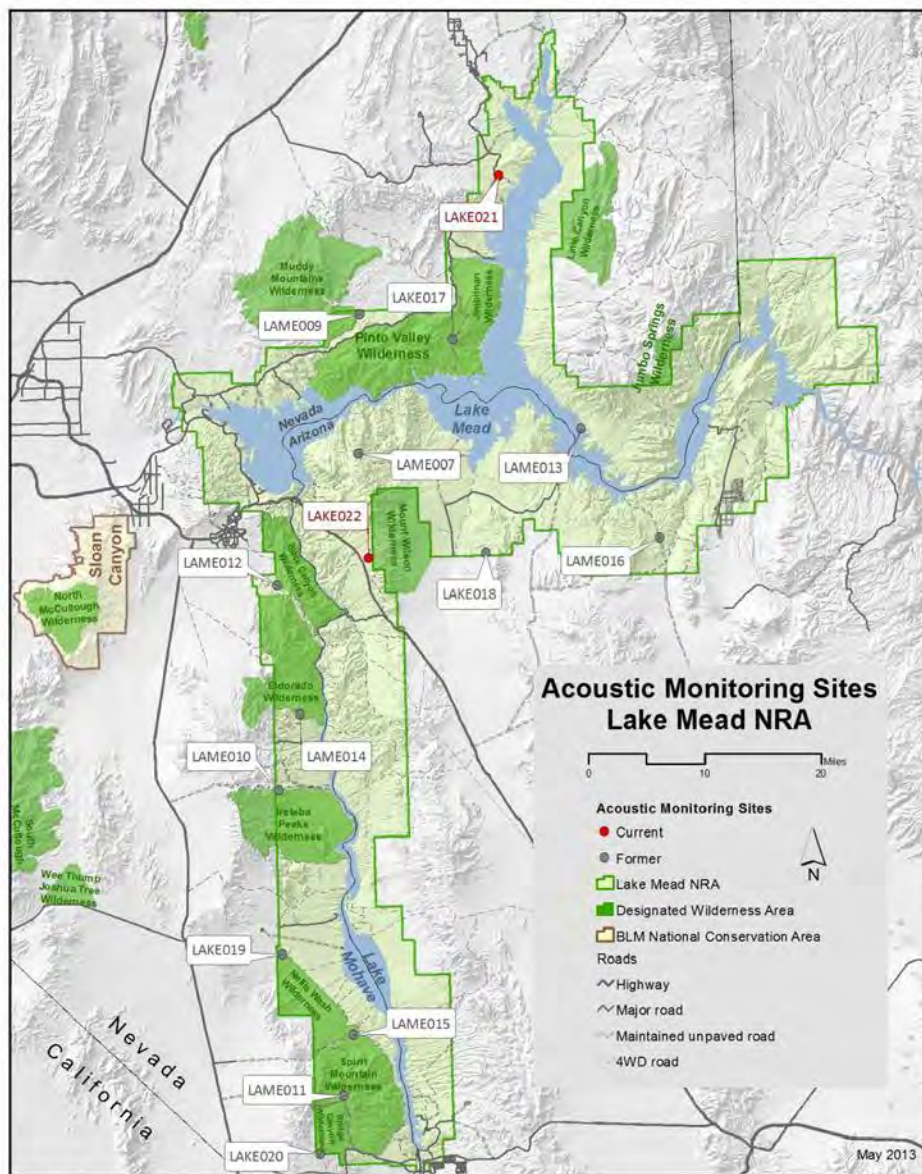 LAKE021
Lime Canyon
Wilderness
Muddy
Mountains
Wilderness
LAKE017
Jimbilnan
Wilderness
LAME009
Pinto Valley
Wilderness
Jumbo Springs
Wilderness
Nevada
Arizona
Lake
Mead
LAME007
LAME013
LAKE022
Mount Wilson
Wilderness
Sloan
Canyon
LAME012
Black Canyon
Wilderness
LAKE018
LAME016
North
McCullough
Wilderness
Eldorado
Wilderness
LAME010
LAME014
Ireteba
Peaks
Wilderness
South
McCullough
Wee Thump
Joshua Tree
Wilderness
LAKE019
Lake
Mohave
Nellis Wash
Wilderness
LAME015
Nevada
California
Spirit
Mountain
Wilderness
LAME011
Bridge
Canyon
Wilderness
LAKE020
Acoustic Monitoring Sites
Lake Mead NRA
Miles
0 10 20
Acoustic Monitoring Sites
Current
Former
N
Lake Mead NRA
Designated Wilderness Area
BLM National Conservation Area
Roads
Highway
Major road
Maintained unpaved road
4WD road
May 2013